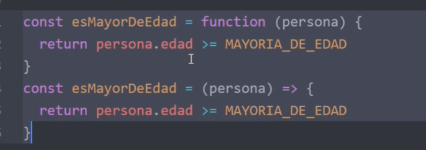 const esMayorDeEdad = function (persona) {
return persona.edad >= MAYORIA_DE_EDAD
}
const esMayorDeEdad = (persona) => {
return persona.edad >= MAYORIA_DE_EDAD
}